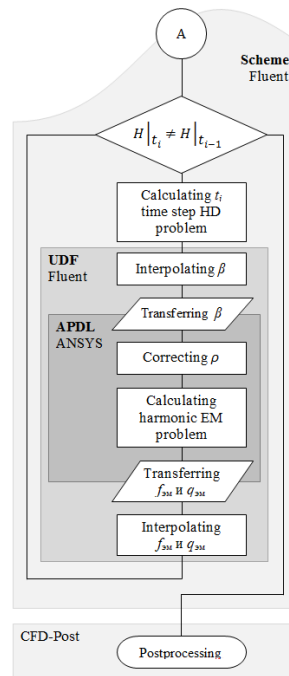 A
Scheme
Fluent
H|tᵢ ≠ H|tᵢ₋₁
Calculating tᵢ
time step HD
problem
UDF
Fluent
Interpolating β
Transferring β
APDL
ANSYS
Correcting ρ
Calculating
harmonic EM
problem
Transferring
fэм и qэм
Interpolating
fэм и qэм
CFD-Post
Postprocessing